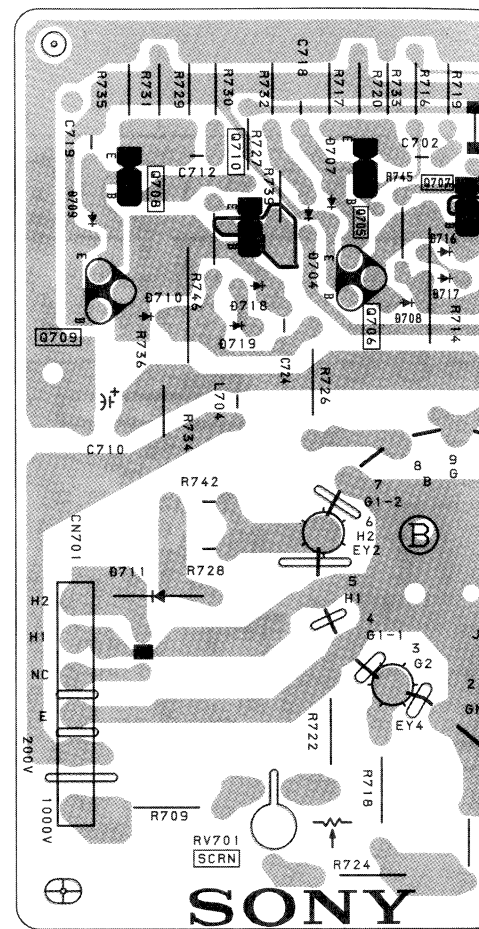 C718
R735
R731
R729
R730
R732
R717
R720
R733
R716
R719
C719
E
Q708
B
C712
Q710
R727
R739
D707
E
C702
R745
Q707
D709
Q705
B
D704
D716
E
B
Q709
D710
R746
D718
D719
E
B
Q706
D708
D717
R714
R736
C724
R726
L704
R734
C710
8
B
9
G
7
G1-2
R742
6
H2
EY2
B
CN701
D711
R728
5
H1
H2
H1
NC
E
200V
1000V
4
G1-1
3
G2
EY4
J
2
R722
R718
R709
RV701
SCRN
R724
SONY